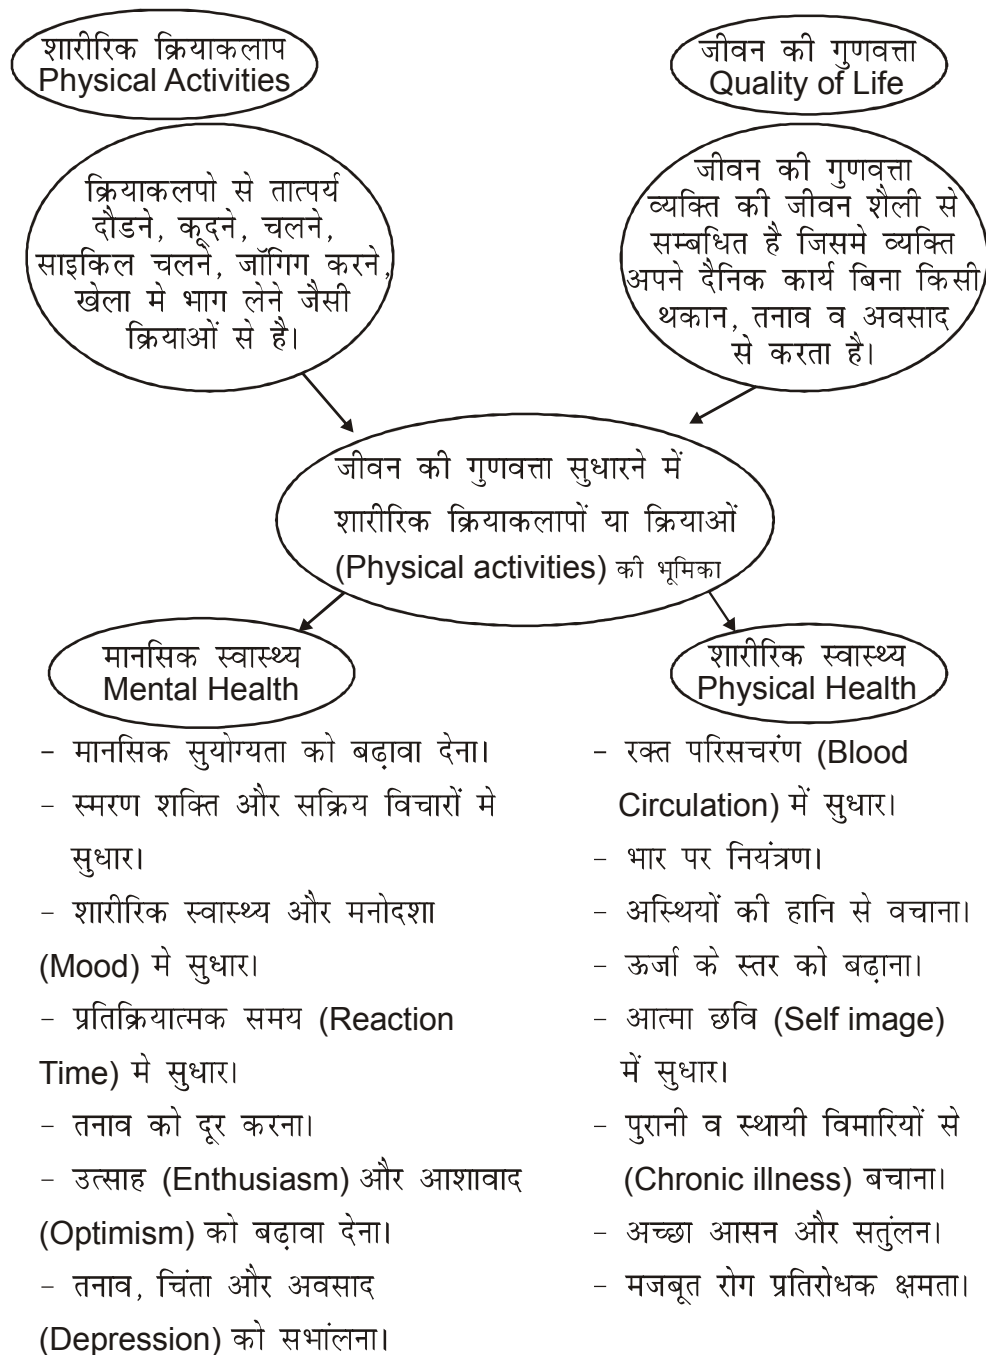 शारीरिक क्रियाकलाप
Physical Activities
जीवन की गुणवत्ता
Quality of Life
क्रियाकलपो से तात्पर्य
दौडने, कूदने, चलने,
साइकिल चलने, जॉगिग करने,
खेला मे भाग लेने जैसी
क्रियाओं से है।
जीवन की गुणवत्ता
व्यक्ति की जीवन शैली से
सम्बधित है जिसमे व्यक्ति
अपने दैनिक कार्य बिना किसी
थकान, तनाव व अवसाद
से करता है।
जीवन की गुणवत्ता सुधारने में
शारीरिक क्रियाकलापों या क्रियाओं
(Physical activities) की भूमिका
मानसिक स्वास्थ्य
Mental Health
– मानसिक सुयोग्यता को बढ़ावा देना।
– स्मरण शक्ति और सक्रिय विचारों मे
सुधार।
– शारीरिक स्वास्थ्य और मनोदशा
(Mood) मे सुधार।
– प्रतिक्रियात्मक समय (Reaction
Time) मे सुधार।
– तनाव को दूर करना।
– उत्साह (Enthusiasm) और आशावाद
(Optimism) को बढ़ावा देना।
– तनाव, चिंता और अवसाद
(Depression) को सभांलना।
शारीरिक स्वास्थ्य
Physical Health
– रक्त परिसचरंण (Blood
Circulation) में सुधार।
– भार पर नियंत्रण।
– अस्थियों की हानि से वचाना।
– ऊर्जा के स्तर को बढ़ाना।
– आत्मा छवि (Self image)
में सुधार।
– पुरानी व स्थायी विमारियों से
(Chronic illness) बचाना।
– अच्छा आसन और सतुंलन।
– मजबूत रोग प्रतिरोधक क्षमता।